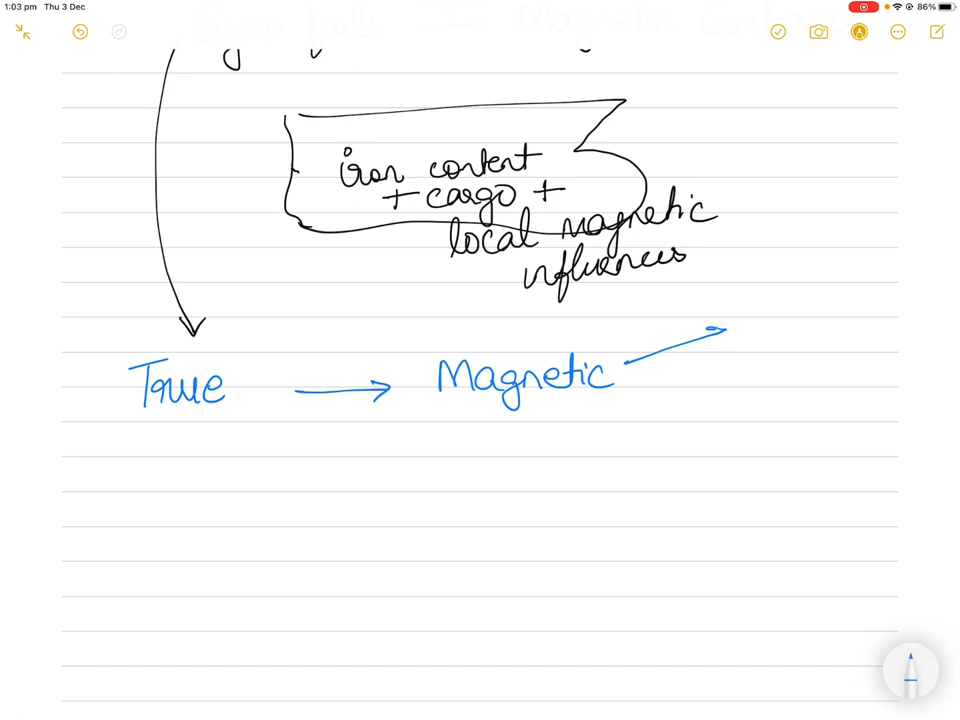 1:03 pm Thu 3 Dec
86%
iron content
+ cargo +
local magnetic
influences
True → Magnetic